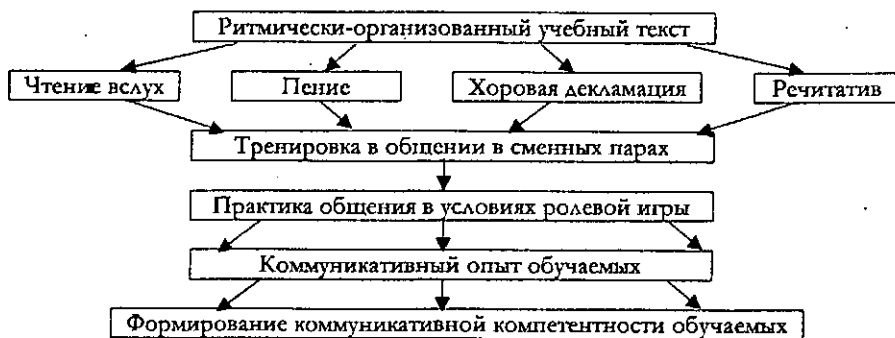 Ритмически-организованный учебный текст
Чтение вслух
Пение
Хоровая декламация
Речитатив
Тренировка в общении в сменных парах
Практика общения в условиях ролевой игры
Коммуникативный опыт обучаемых
Формирование коммуникативной компетентности обучаемых